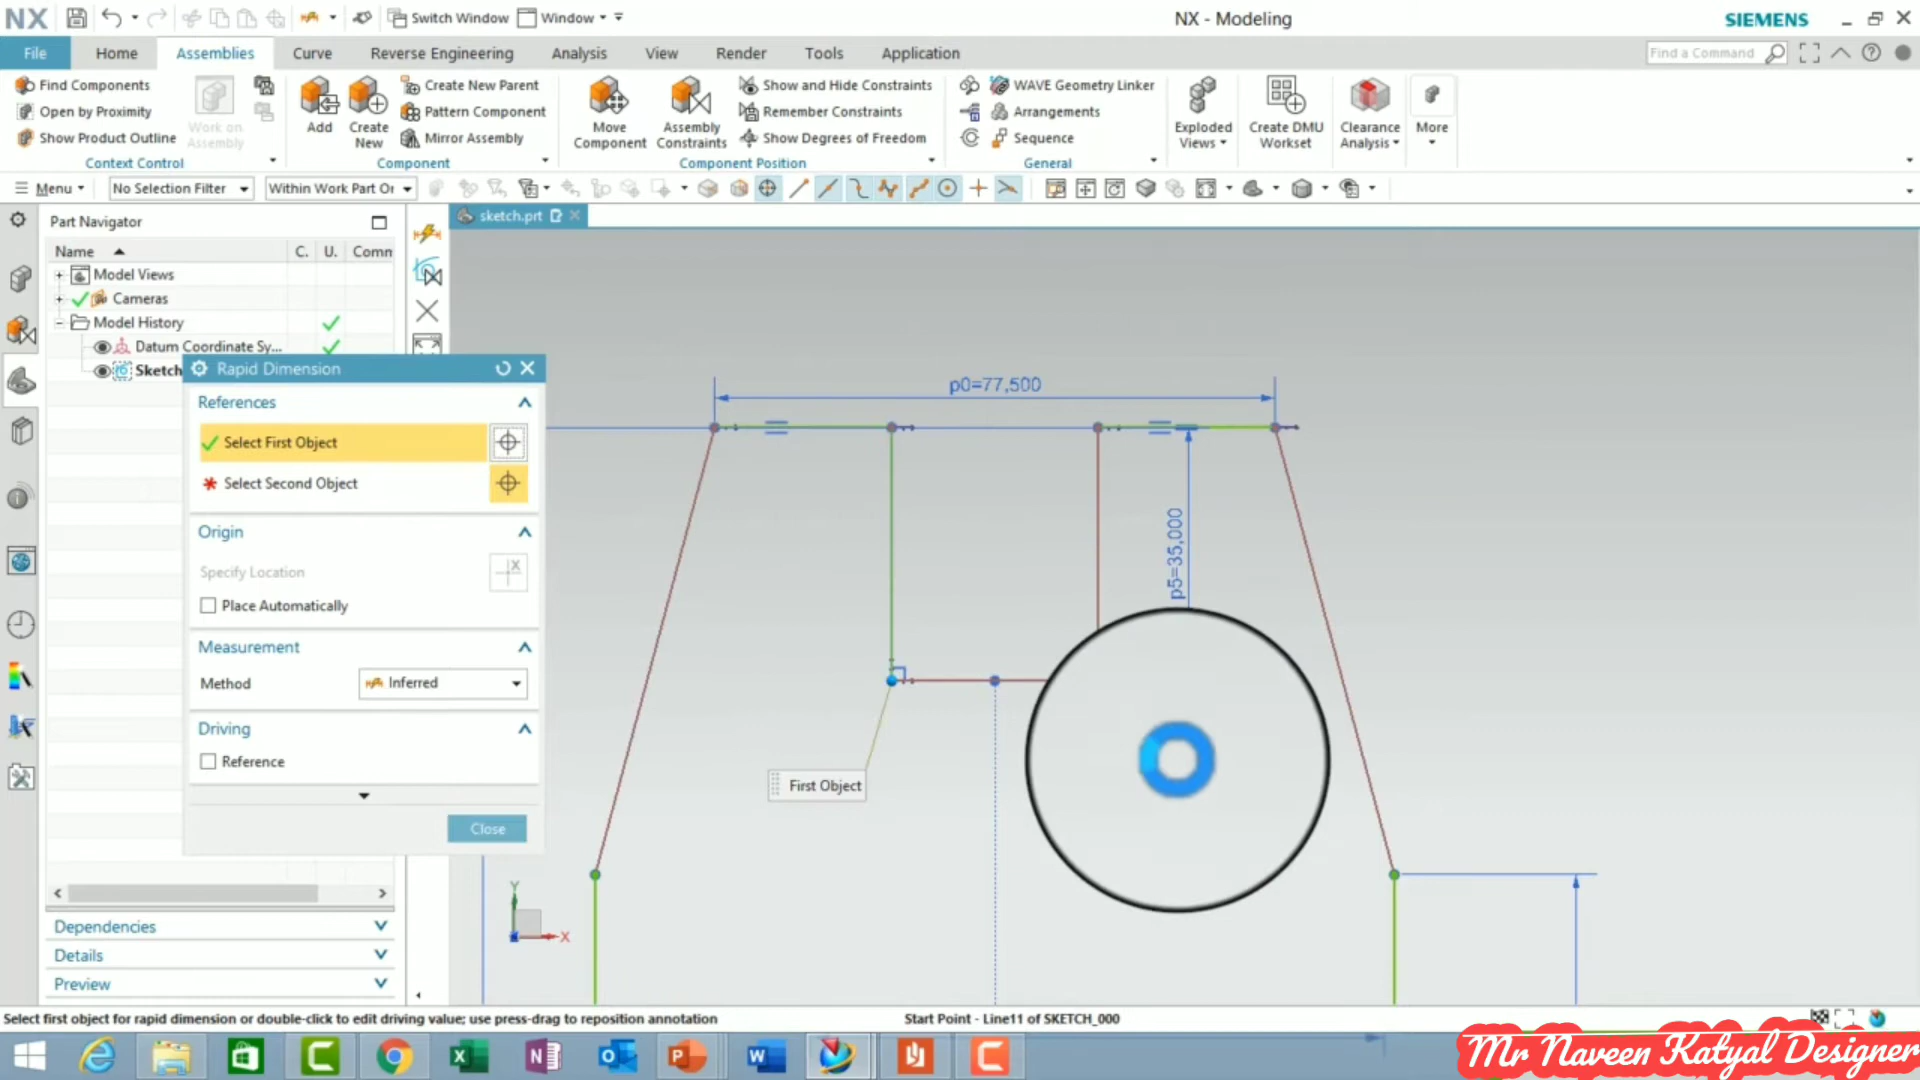 NX
Switch Window
Window
NX - Modeling
SIEMENS
File
Home
Assemblies
Curve
Reverse Engineering
Analysis
View
Render
Tools
Application
Find a Command
Find Components
Open by Proximity
Show Product Outline
Context Control
Work on
Assembly
Add
Create
New
Create New Parent
Pattern Component
Mirror Assembly
Component
Move
Component
Assembly
Constraints
Show and Hide Constraints
Remember Constraints
Show Degrees of Freedom
Component Position
WAVE Geometry Linker
Arrangements
Sequence
General
Exploded
Views
Create DMU
Workset
Clearance
Analysis
More
Menu
No Selection Filter
Within Work Part Or
Part Navigator
sketch.prt
Name
C.
U.
Comm
Model Views
Cameras
Model History
Datum Coordinate Sy...
Sketch
Rapid Dimension
References
Select First Object
Select Second Object
Origin
Specify Location
Place Automatically
Measurement
Method
Inferred
Driving
Reference
Close
p0=77,500
p5=35,000
First Object
Y
X
Dependencies
Details
Preview
Select first object for rapid dimension or double-click to edit driving value; use press-drag to reposition annotation
Start Point - Line11 of SKETCH_000
Mr Naveen Katyal Designer